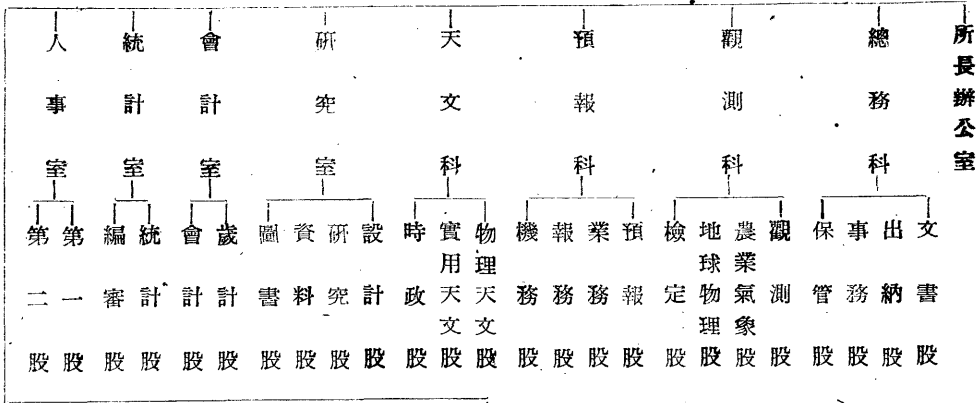 所長辦公室
總務科
觀測科
預報科
天文科
研究室
會計室
統計室
人事室
文書股
出納股
事務股
保管股
觀測股
農業氣象股
地球物理股
檢定股
預報股
業務股
報務股
機務股
物理天文股
實用天文股
時政股
設計股
研究股
資料股
圖書股
歲計股
會計股
統計股
編審股
第一股
第二股